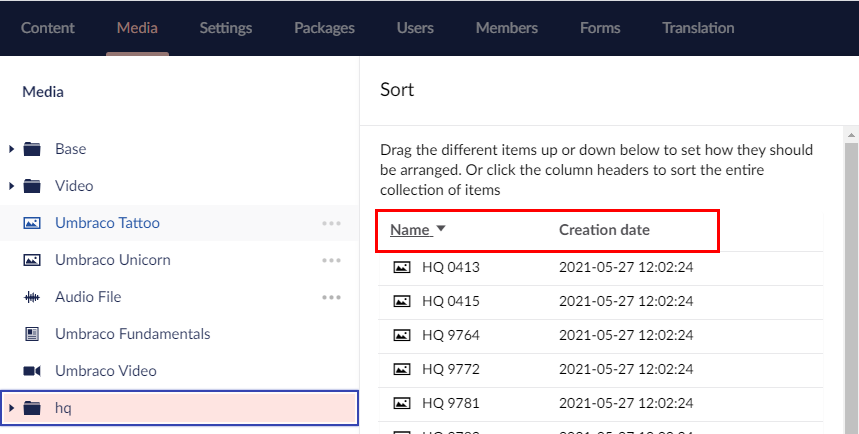 Content Media Settings Packages Users Members Forms Translation
Media
Base
Video
Umbraco Tattoo
Umbraco Unicorn
Audio File
Umbraco Fundamentals
Umbraco Video
hq
Sort
Drag the different items up or down below to set how they should
be arranged. Or click the column headers to sort the entire
collection of items
Name Creation date
HQ 0413 2021-05-27 12:02:24
HQ 0415 2021-05-27 12:02:24
HQ 9764 2021-05-27 12:02:24
HQ 9772 2021-05-27 12:02:24
HQ 9781 2021-05-27 12:02:24